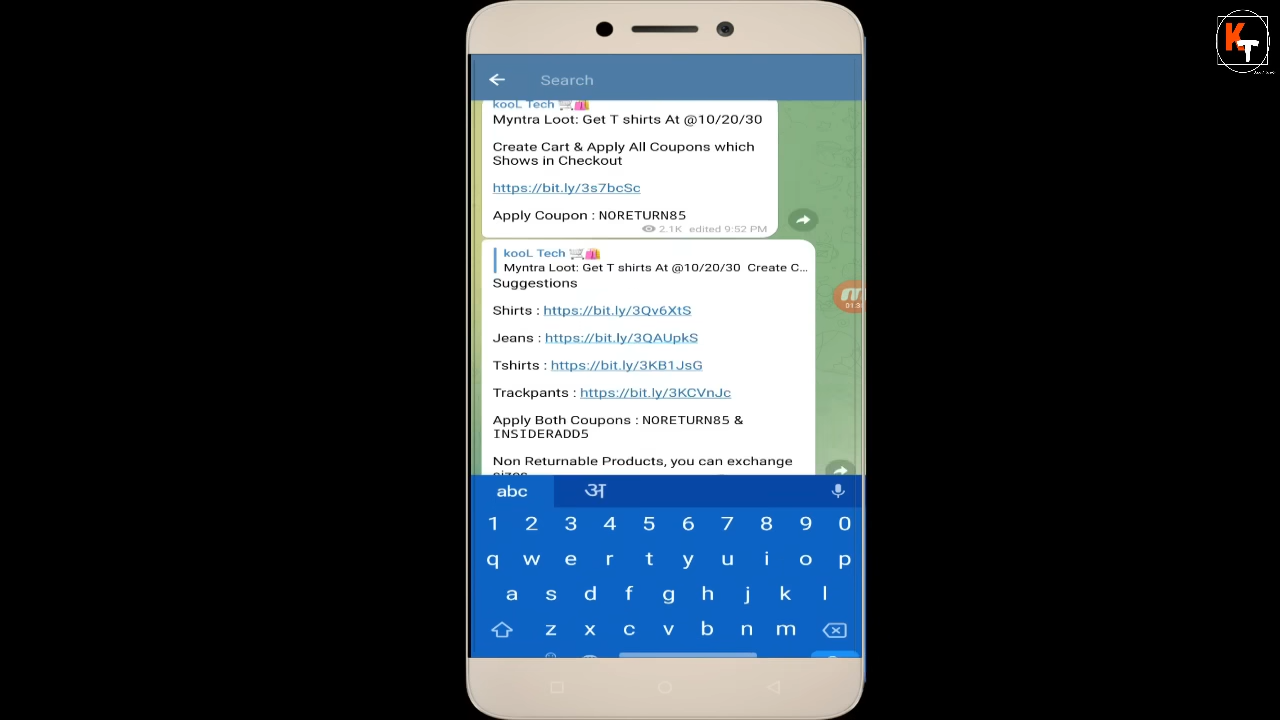 KT
Search
kooL Tech 🛒🛍️
Myntra Loot: Get T shirts At @10/20/30
Create Cart & Apply All Coupons which
Shows in Checkout
https://bit.ly/3s7bcSc
Apply Coupon : NORETURN85
2.1K edited 9:52 PM
kooL Tech 🛒🛍️
Myntra Loot: Get T shirts At @10/20/30 Create C...
Suggestions
Shirts : https://bit.ly/3Qv6XtS
Jeans : https://bit.ly/3QAUpkS
Tshirts : https://bit.ly/3KB1JsG
Trackpants : https://bit.ly/3KCVnJc
Apply Both Coupons : NORETURN85 &
INSIDERADD5
Non Returnable Products, you can exchange
sizes
abc अ
1 2 3 4 5 6 7 8 9 0
q w e r t y u i o p
a s d f g h j k l
z x c v b n m